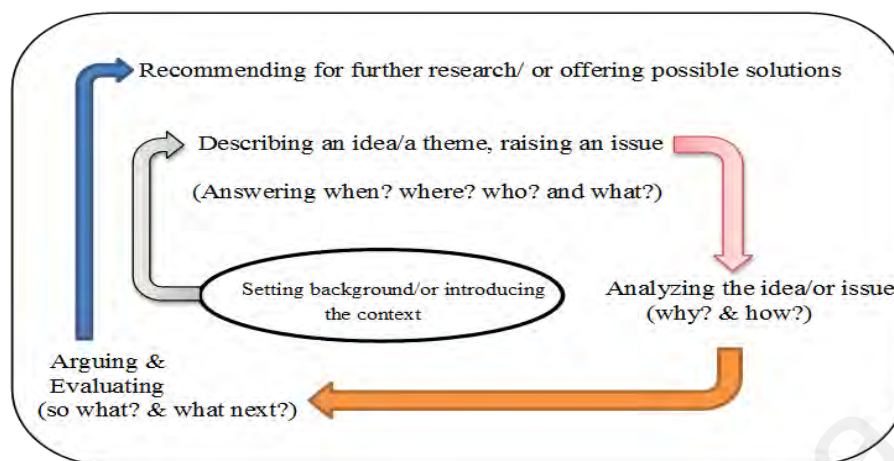 Recommending for further research/ or offering possible solutions
Describing an idea/a theme, raising an issue
(Answering when? where? who? and what?)
Setting background/or introducing
the context
Analyzing the idea/or issue
(why? & how?)
Arguing &
Evaluating
(so what? & what next?)